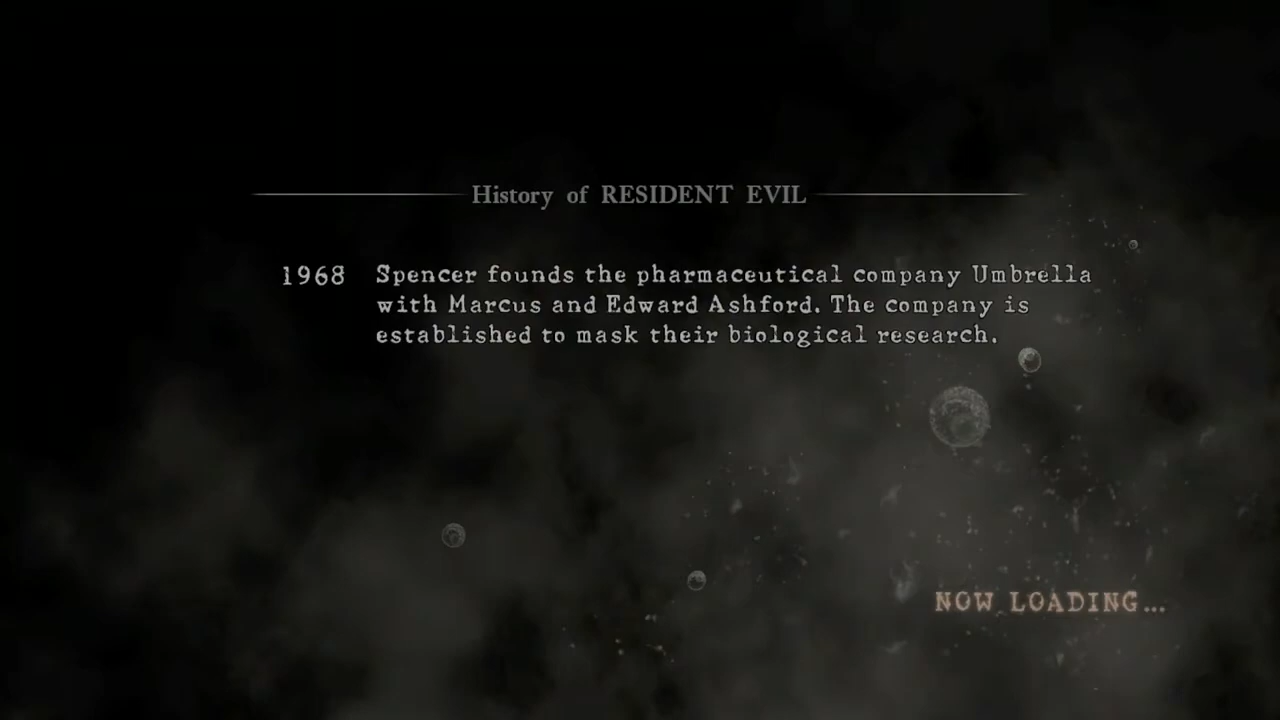 History of RESIDENT EVIL
1968 Spencer founds the pharmaceutical company Umbrella
with Marcus and Edward Ashford. The company is
established to mask their biological research.
NOW LOADING...